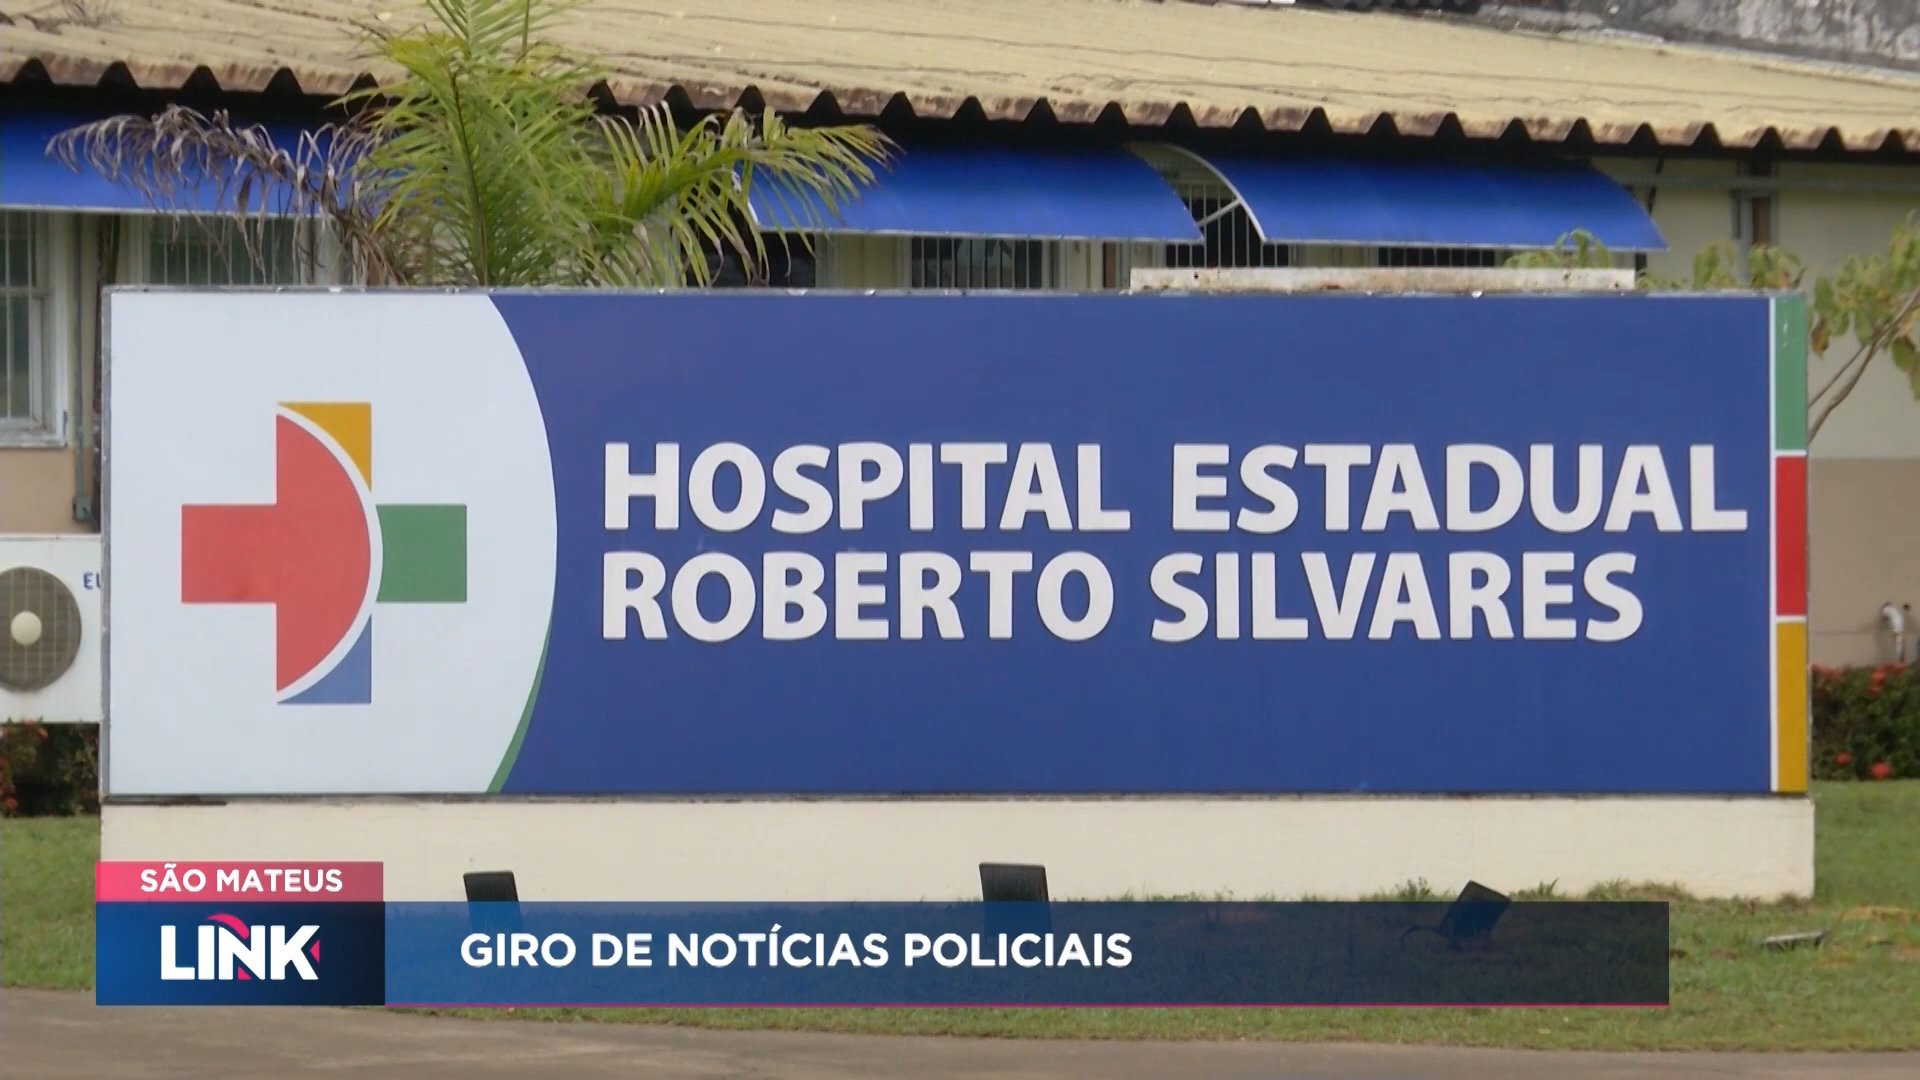 HOSPITAL ESTADUAL
ROBERTO SILVARES
SÃO MATEUS
LINK
GIRO DE NOTÍCIAS POLICIAIS